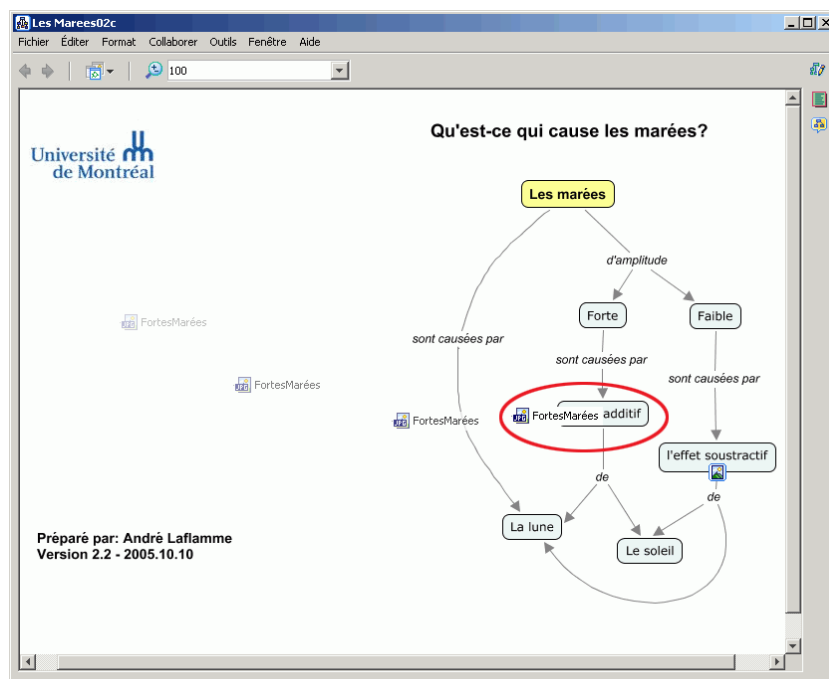 Les Marees02c
Fichier Éditer Format Collaborer Outils Fenêtre Aide
100
Qu'est-ce qui cause les marées?
Université
de Montréal
Les marées
d'amplitude
FortesMarées
Forte
Faible
sont causées par
sont causées par
sont causées par
FortesMarées
FortesMarées
FortesMarées
additif
l'effet soustractif
de
de
La lune
Le soleil
Préparé par: André Laflamme
Version 2.2 - 2005.10.10